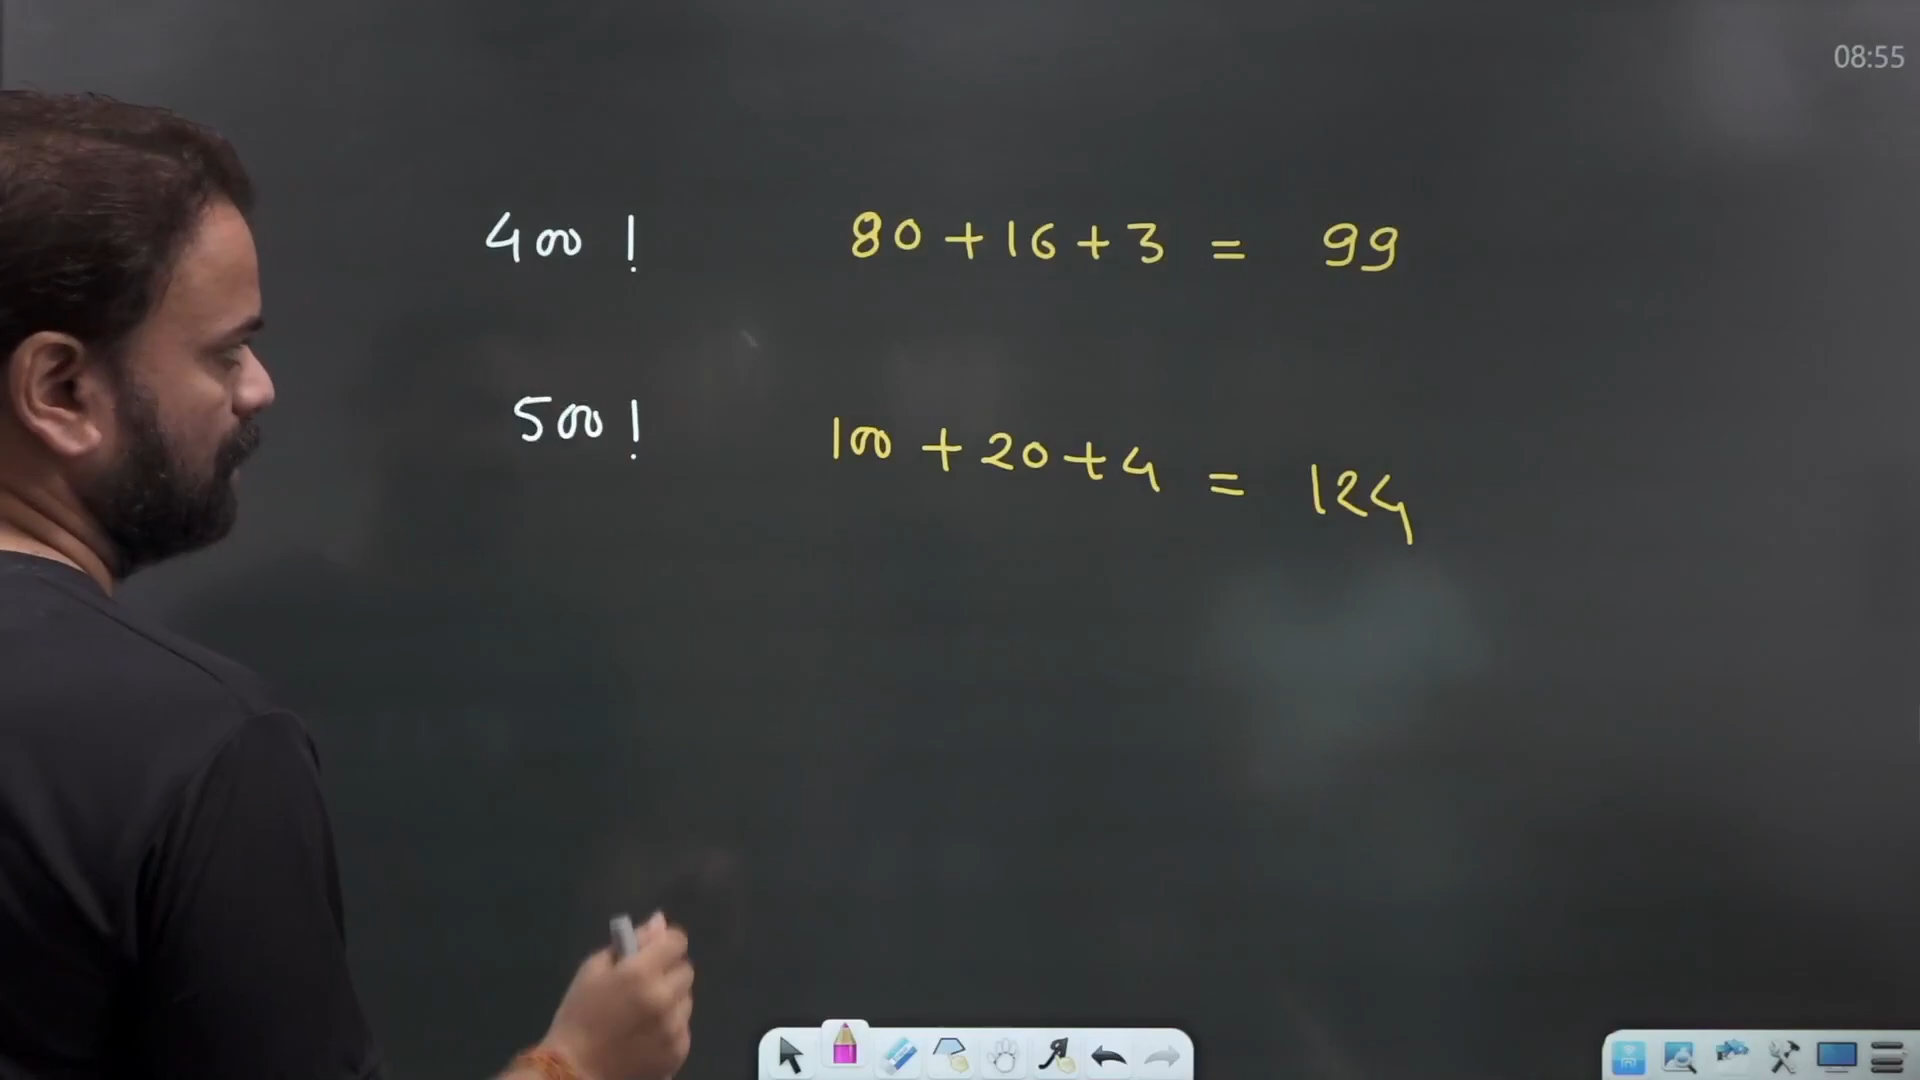 08:55
400 ! 80 + 16 + 3 = 99
500 ! 100 + 20 + 4 = 124